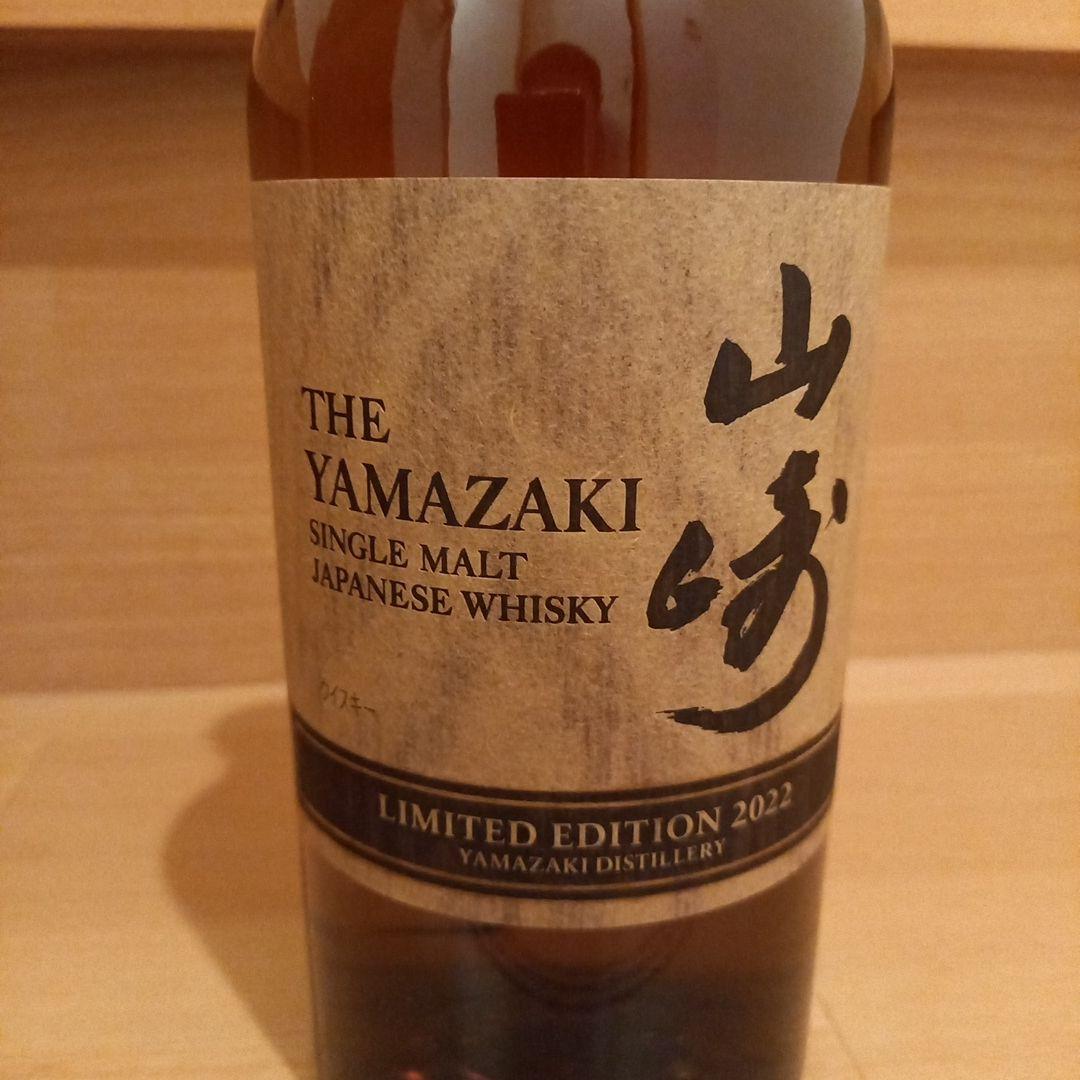 THE
YAMAZAKI
SINGLE MALT
JAPANESE WHISKY
山崎
ウイスキー
LIMITED EDITION 2022
YAMAZAKI DISTILLERY